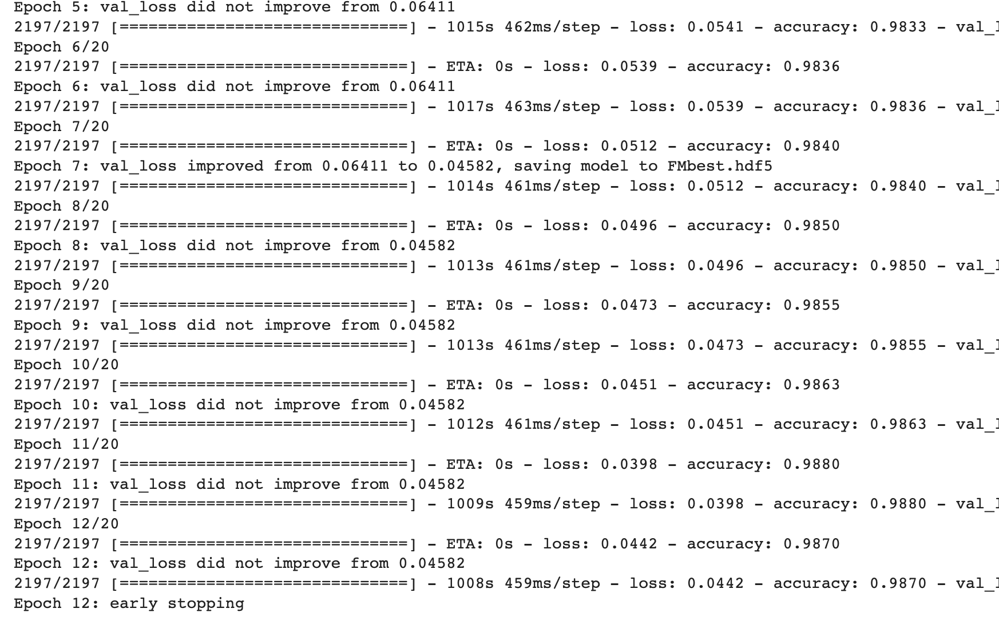 Epoch 5: val_loss did not improve from 0.06411
2197/2197 [==============================] - 1015s 462ms/step - loss: 0.0541 - accuracy: 0.9833 - val_l
Epoch 6/20
2197/2197 [==============================] - ETA: 0s - loss: 0.0539 - accuracy: 0.9836
Epoch 6: val_loss did not improve from 0.06411
2197/2197 [==============================] - 1017s 463ms/step - loss: 0.0539 - accuracy: 0.9836 - val_l
Epoch 7/20
2197/2197 [==============================] - ETA: 0s - loss: 0.0512 - accuracy: 0.9840
Epoch 7: val_loss improved from 0.06411 to 0.04582, saving model to FMbest.hdf5
2197/2197 [==============================] - 1014s 461ms/step - loss: 0.0512 - accuracy: 0.9840 - val_l
Epoch 8/20
2197/2197 [==============================] - ETA: 0s - loss: 0.0496 - accuracy: 0.9850
Epoch 8: val_loss did not improve from 0.04582
2197/2197 [==============================] - 1013s 461ms/step - loss: 0.0496 - accuracy: 0.9850 - val_l
Epoch 9/20
2197/2197 [==============================] - ETA: 0s - loss: 0.0473 - accuracy: 0.9855
Epoch 9: val_loss did not improve from 0.04582
2197/2197 [==============================] - 1013s 461ms/step - loss: 0.0473 - accuracy: 0.9855 - val_l
Epoch 10/20
2197/2197 [==============================] - ETA: 0s - loss: 0.0451 - accuracy: 0.9863
Epoch 10: val_loss did not improve from 0.04582
2197/2197 [==============================] - 1012s 461ms/step - loss: 0.0451 - accuracy: 0.9863 - val_l
Epoch 11/20
2197/2197 [==============================] - ETA: 0s - loss: 0.0398 - accuracy: 0.9880
Epoch 11: val_loss did not improve from 0.04582
2197/2197 [==============================] - 1009s 459ms/step - loss: 0.0398 - accuracy: 0.9880 - val_l
Epoch 12/20
2197/2197 [==============================] - ETA: 0s - loss: 0.0442 - accuracy: 0.9870
Epoch 12: val_loss did not improve from 0.04582
2197/2197 [==============================] - 1008s 459ms/step - loss: 0.0442 - accuracy: 0.9870 - val_l
Epoch 12: early stopping